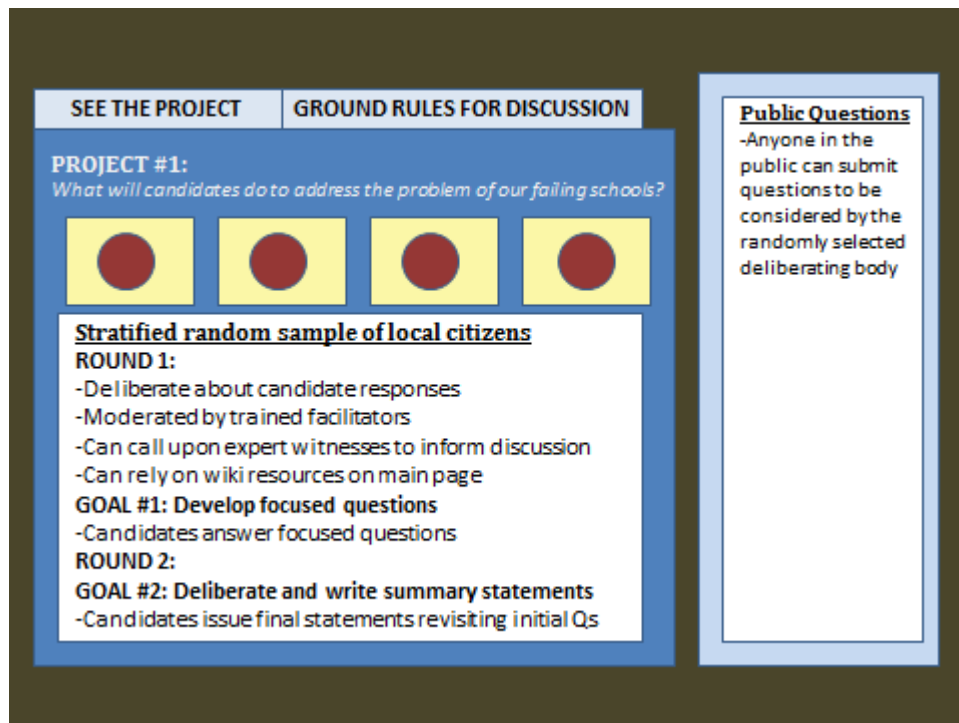 SEE THE PROJECT
GROUND RULES FOR DISCUSSION
PROJECT #1:
What will candidates do to address the problem of our failing schools?
Stratified random sample of local citizens
ROUND 1:
-Deliberate about candidate responses
-Moderated by trained facilitators
-Can call upon expert witnesses to inform discussion
-Can rely on wiki resources on main page
GOAL #1: Develop focused questions
-Candidates answer focused questions
ROUND 2:
GOAL #2: Deliberate and write summary statements
-Candidates issue final statements revisiting initial Qs
Public Questions
-Anyone in the
public can submit
questions to be
considered by the
randomly selected
deliberating body